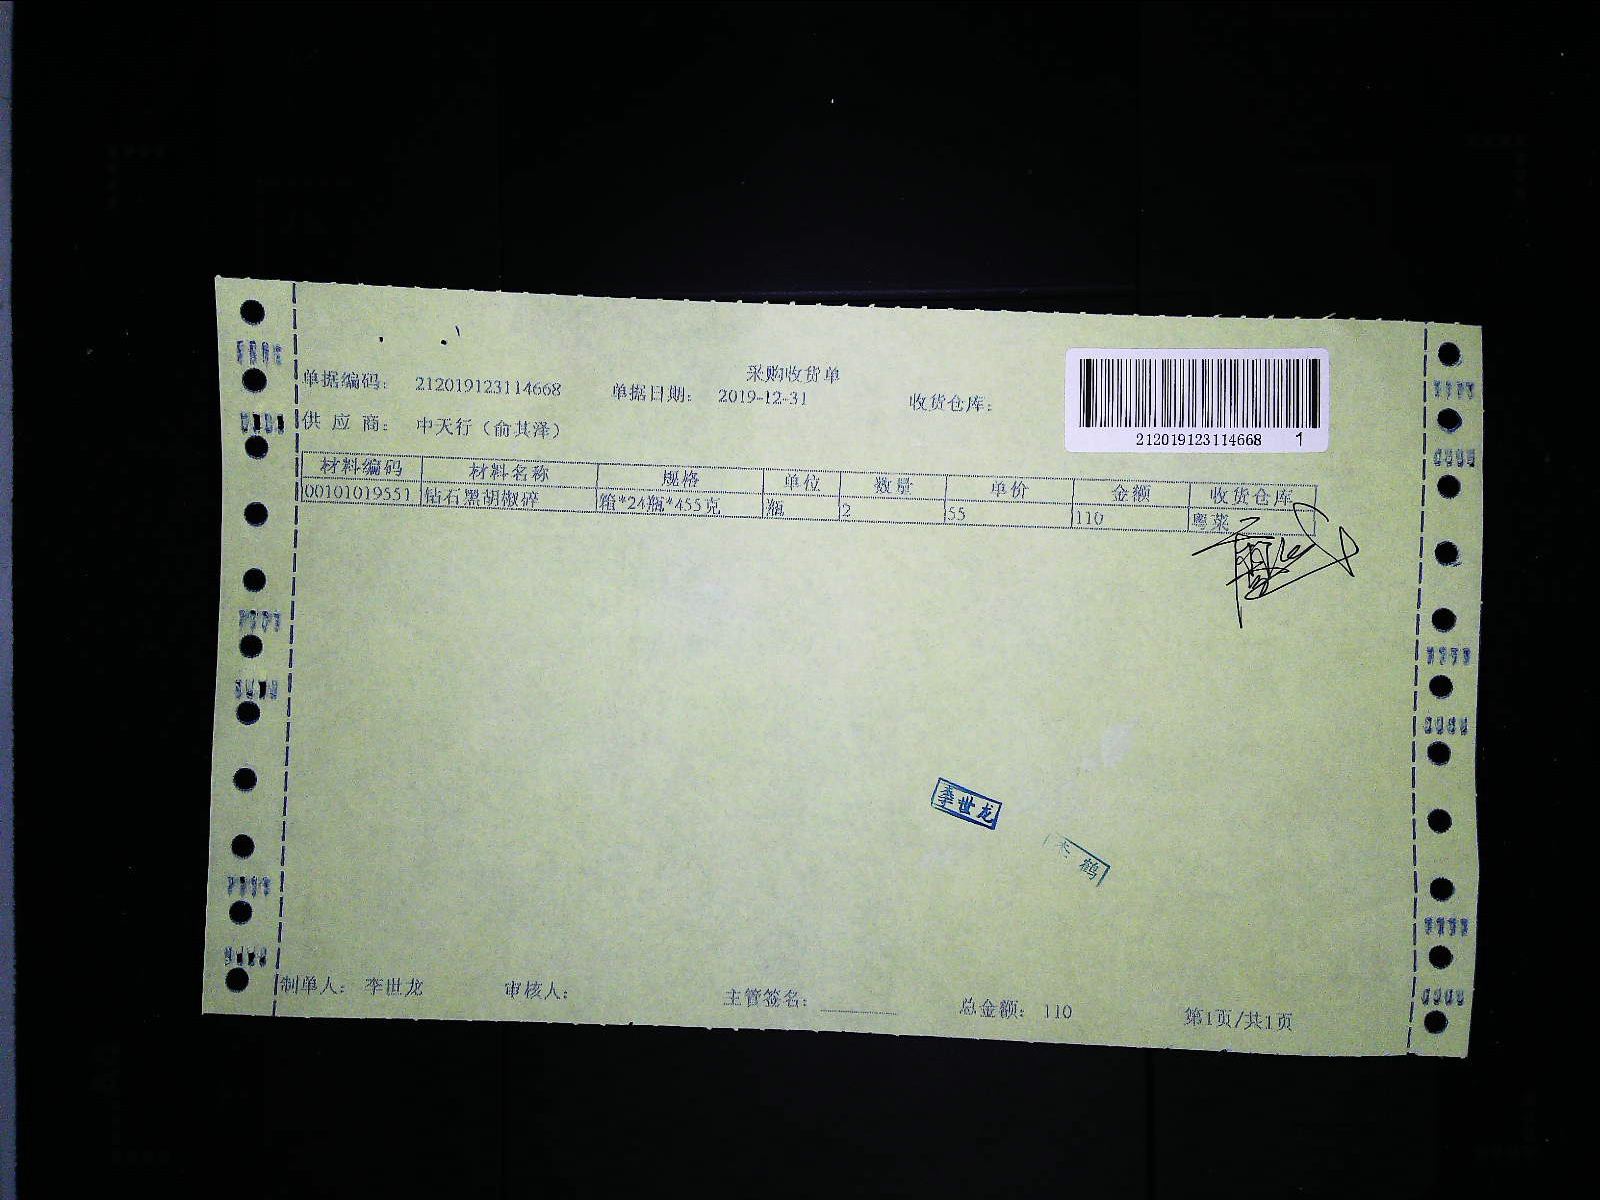 采购收货单
单据编码： 212019123114668 单据日期： 2019-12-31 收货仓库：
212019123114668 1
供 应 商： 中天行（俞其泽）
材料编码 材料名称 规格 单位 数量 单价 金额 收货仓库
00101019551 钻石黑胡椒碎 箱*24瓶*455克 瓶 2 55 110 粤菜
李世龙
鹤
制单人： 李世龙 审核人： 主管签名： 总金额： 110 第1页/共1页